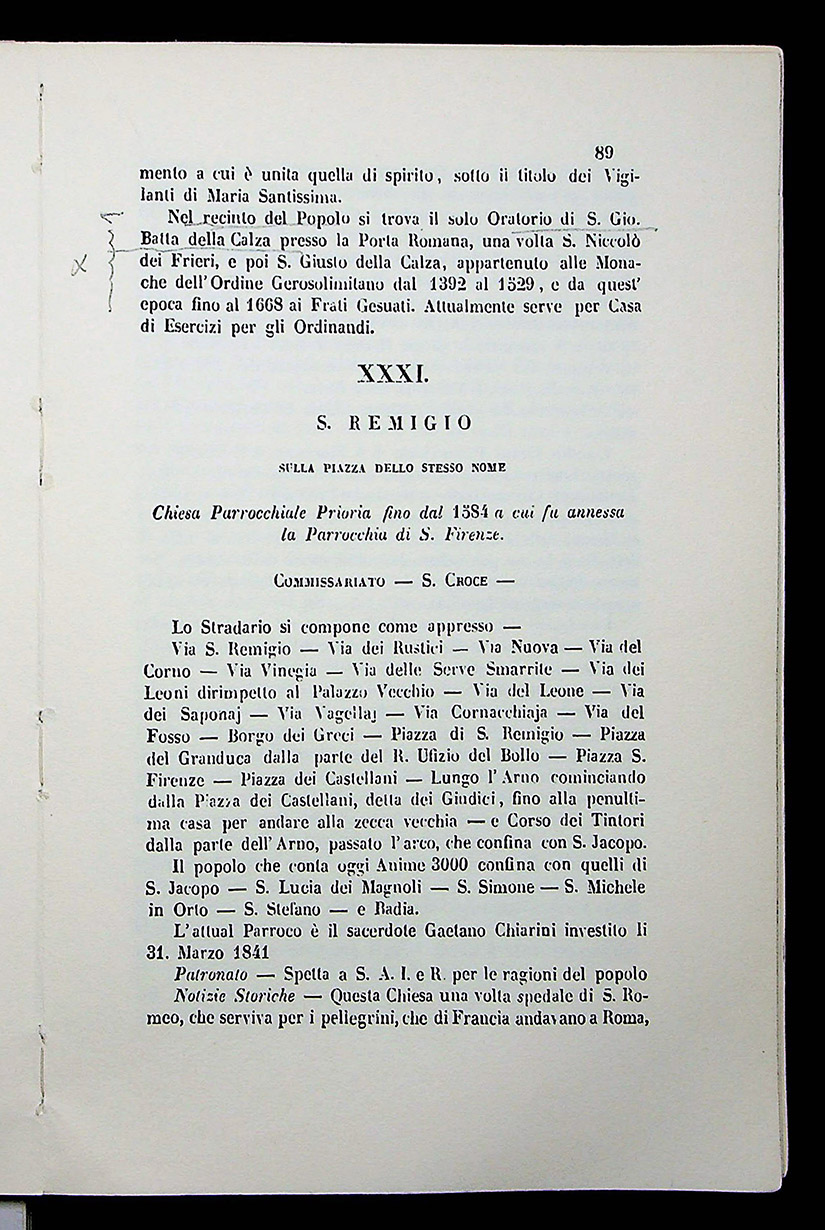 89
mento a cui è unita quella di spirito, sotto il titolo dei Vigi-
lanti di Maria Santissima.
Nel recinto del Popolo si trova il solo Oratorio di S. Gio.
Batta della Calza presso la Porta Romana, una volta S. Niccolò
dei Frieri, e poi S. Giusto della Calza, appartenuto alle Mona-
che dell'Ordine Gerosolimitano dal 1392 al 1529, e da quest'
epoca fino al 1668 ai Frati Gesuati. Attualmente serve per Casa
di Esercizi per gli Ordinandi.
XXXI.
S. REMIGIO
SULLA PIAZZA DELLO STESSO NOME
Chiesa Parrocchiale Prioria fino dal 1584 a cui fu annessa
la Parrocchia di S. Firenze.
COMMISSARIATO — S. CROCE —
Lo Stradario si compone come appresso —
Via S. Remigio — Via dei Rustici — Via Nuova — Via del
Corno — Via Vinegia — Via delle Serve Smarrite — Via dei
Leoni dirimpetto al Palazzo Vecchio — Via del Leone — Via
dei Saponaj — Via Vagellaj — Via Cornacchiaja — Via del
Fosso — Borgo dei Greci — Piazza di S. Remigio — Piazza
del Granduca dalla parte del R. Ufizio del Bollo — Piazza S.
Firenze — Piazza dei Castellani — Lungo l'Arno cominciando
dalla Piazza dei Castellani, detta dei Giudici, fino alla penulti-
ma casa per andare alla zecca vecchia — e Corso dei Tintori
dalla parte dell'Arno, passato l'arco, che confina con S. Jacopo.
Il popolo che conta oggi Anime 3000 confina con quelli di
S. Jacopo — S. Lucia dei Magnoli — S. Simone — S. Michele
in Orto — S. Stefano — e Badia.
L'attual Parroco è il sacerdote Gaetano Chiarini investito li
31. Marzo 1841
Patronato — Spetta a S. A. I. e R. per le ragioni del popolo
Notizie Storiche — Questa Chiesa una volta spedale di S. Ro-
meo, che serviva per i pellegrini, che di Francia andavano a Roma,